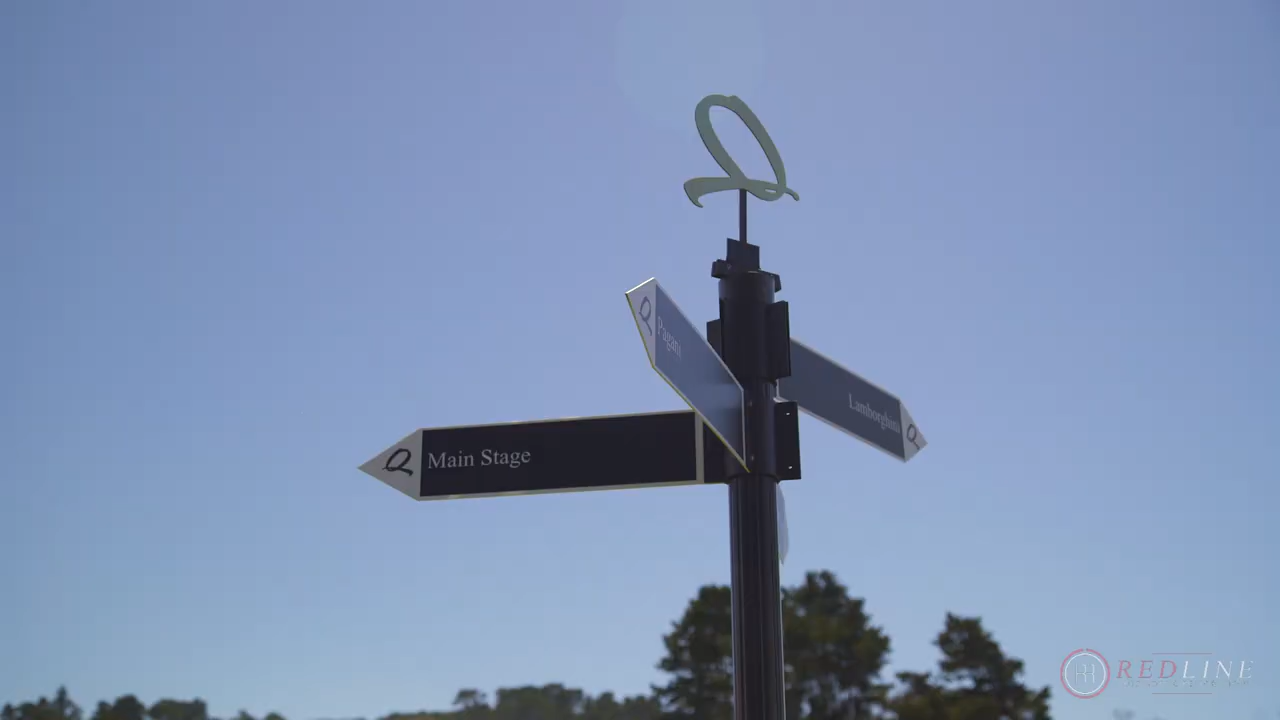 Q
Q Pagani
Lamborghini Q
Q Main Stage
REDLINE